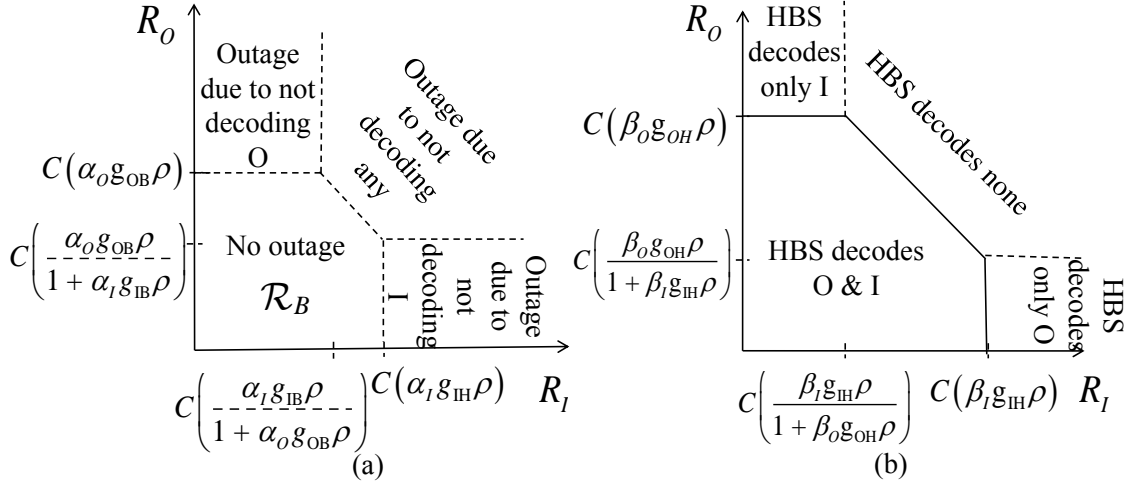 R_O
Outage
due to not
decoding
O
Outage due
to not
decoding
any
C(α_O g_OB ρ)
C(α_O g_OB ρ / 1 + α_I g_IB ρ)
No outage
ℛ_B
Outage
due to
not
decoding
I
C(α_I g_IB ρ / 1 + α_O g_OB ρ)
C(α_I g_IH ρ)
R_I
(a)
R_O
HBS
decodes
only I
HBS decodes none
C(β_O g_OH ρ)
C(β_O g_OH ρ / 1 + β_I g_IH ρ)
HBS decodes
O & I
HBS
decodes
only O
C(β_I g_IH ρ / 1 + β_O g_OH ρ)
C(β_I g_IH ρ)
R_I
(b)